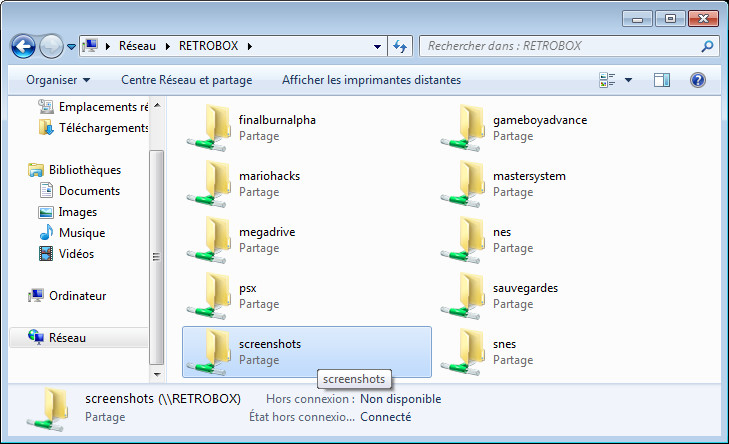 Réseau RETROBOX
Rechercher dans : RETROBOX
Organiser
Centre Réseau et partage
Afficher les imprimantes distantes
Emplacements ré
Téléchargements
Bibliothèques
Documents
Images
Musique
Vidéos
Ordinateur
Réseau
finalburnalpha
Partage
gameboyadvance
Partage
mariohacks
Partage
mastersystem
Partage
megadrive
Partage
nes
Partage
psx
Partage
sauvegardes
Partage
screenshots
Partage
snes
Partage
screenshots
screenshots (\\RETROBOX)
Partage
Hors connexion : Non disponible
État hors connexio... Connecté